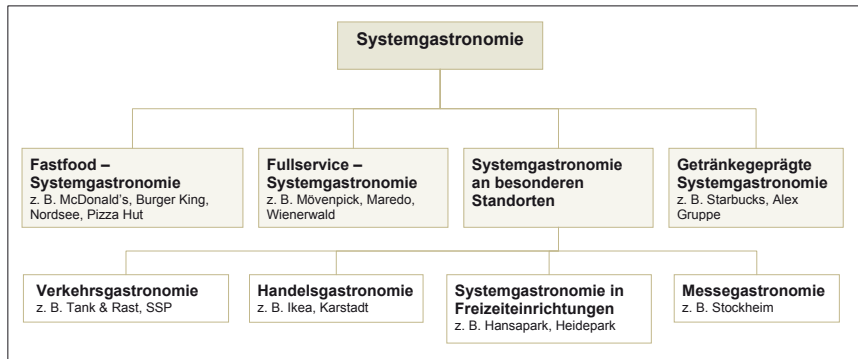 Systemgastronomie
Fastfood –
Systemgastronomie
z. B. McDonald's, Burger King,
Nordsee, Pizza Hut
Fullservice –
Systemgastronomie
z. B. Mövenpick, Maredo,
Wienerwald
Systemgastronomie
an besonderen
Standorten
Getränkegeprägte
Systemgastronomie
z. B. Starbucks, Alex
Gruppe
Verkehrsgastronomie
z. B. Tank & Rast, SSP
Handelsgastronomie
z. B. Ikea, Karstadt
Systemgastronomie in
Freizeiteinrichtungen
z. B. Hansapark, Heidepark
Messegastronomie
z. B. Stockheim